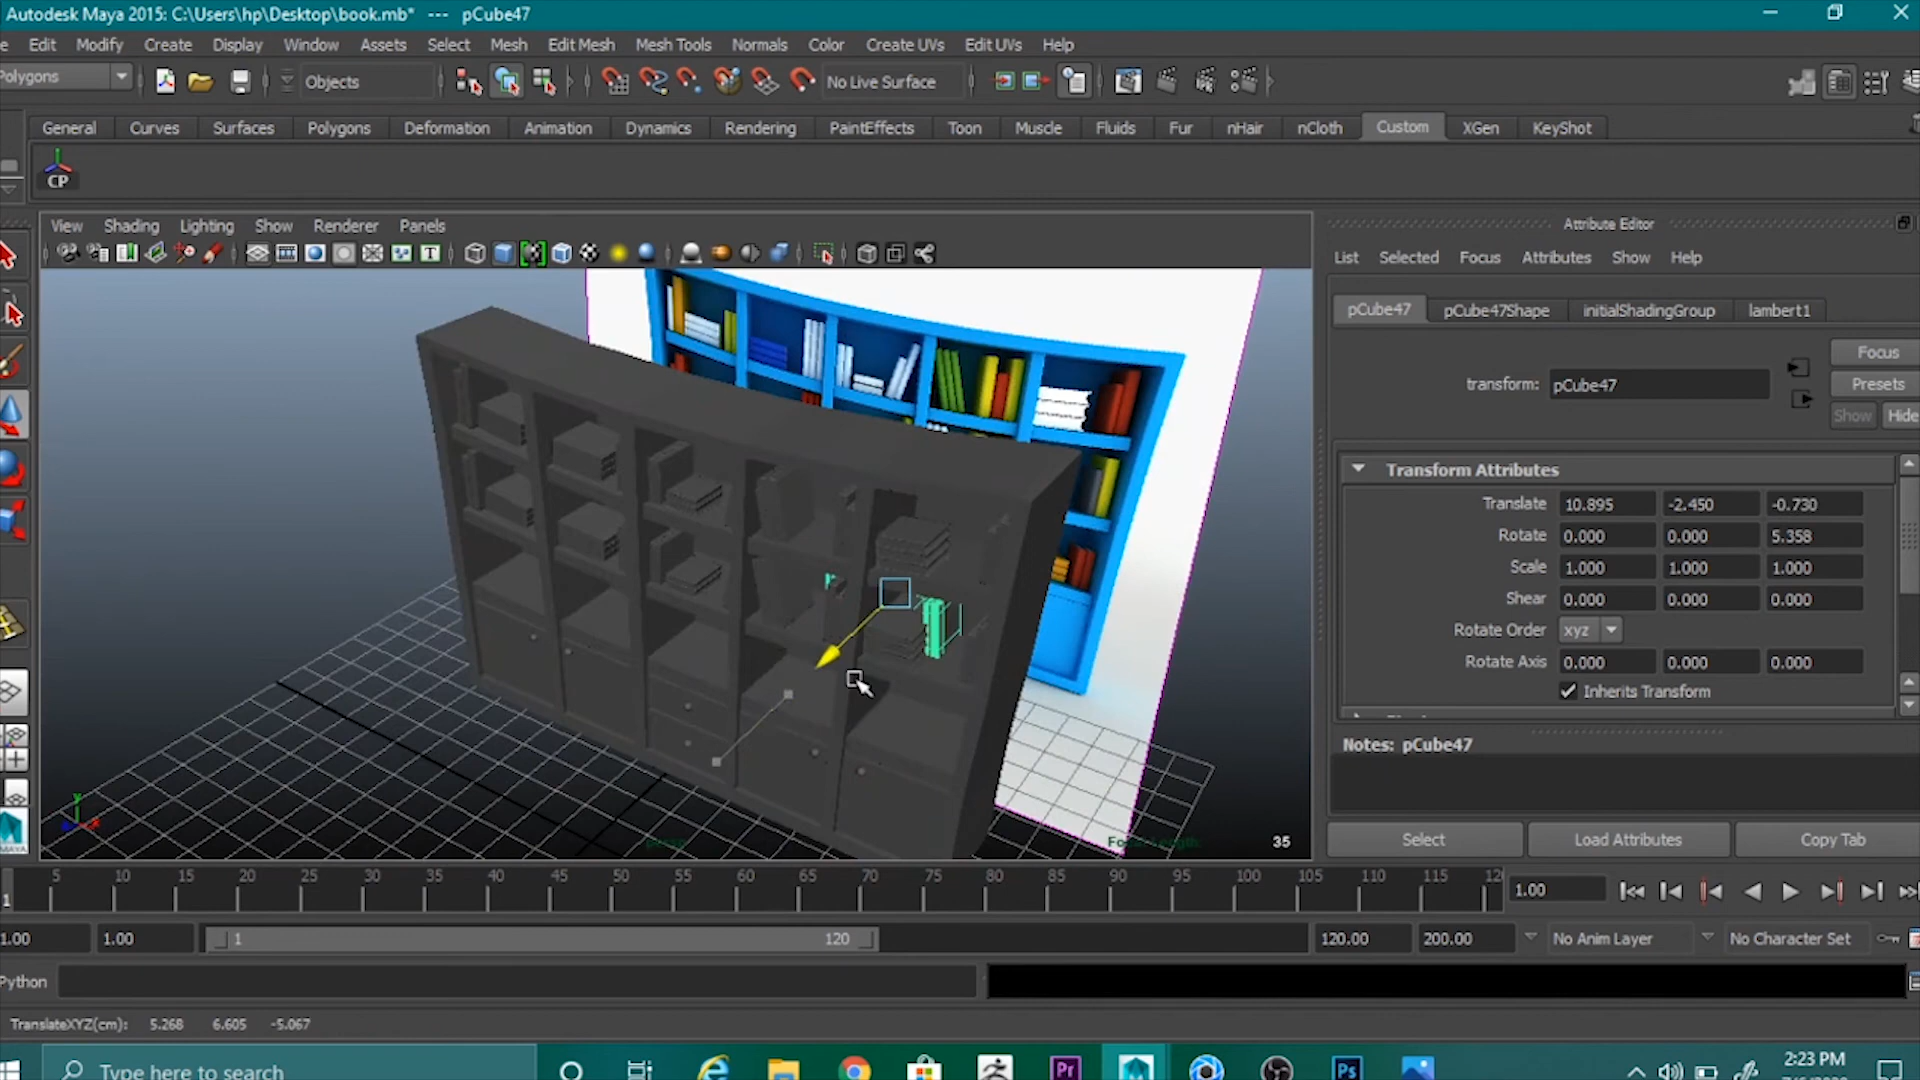 Autodesk Maya 2015: C:\Users\hp\Desktop\book.mb* --- pCube47
Edit Modify Create Display Window Assets Select Mesh Edit Mesh Mesh Tools Normals Color Create UVs Edit UVs Help
Polygons Objects No Live Surface
General Curves Surfaces Polygons Deformation Animation Rendering Dynamics PaintEffects Toon Muscle Fluids Fur nHair nCloth Custom XGen KeyShot
CP
View Shading Lighting Show Renderer Panels
T
Attribute Editor
List Selected Focus Attributes Show Help
pCube47 pCube47Shape initialShadingGroup lambert1
Focus
transform: pCube47 Presets
Show Hide
Transform Attributes
Translate 10.895 -2.450 -0.730
Rotate 0.000 0.000 5.358
Scale 1.000 1.000 1.000
Shear 0.000 0.000 0.000
Rotate Order xyz
Rotate Axis 0.000 0.000 0.000
Inherits Transform
Notes: pCube47
persp Focal Length: 35
Select Load Attributes Copy Tab
1 5 10 15 20 25 30 35 40 45 50 55 60 65 70 75 80 85 90 95 100 105 110 115 120 1.00
1.00 1.00 1 120 120.00 200.00 No Anim Layer No Character Set
Python
TranslateXYZ(cm): 5.268 6.605 -5.067
Type here to search Pr Ps 2:23 PM